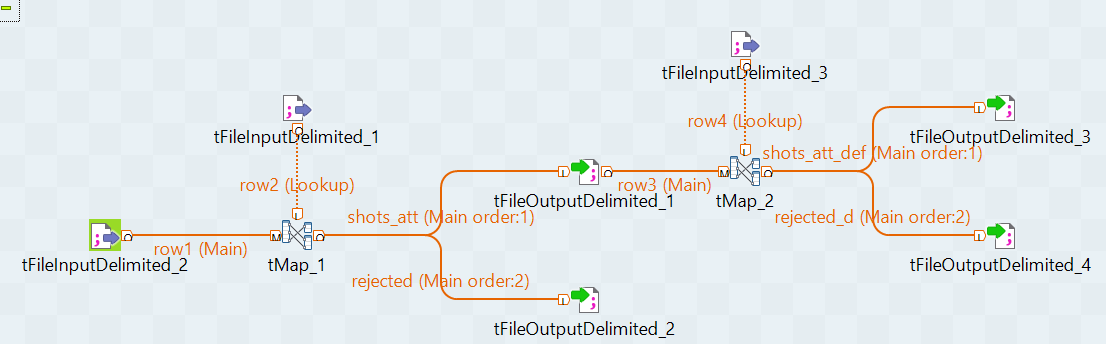 tFileInputDelimited_3
tFileInputDelimited_1
row4 (Lookup)
tFileOutputDelimited_3
shots_att_def (Main order:1)
row2 (Lookup)
row3 (Main)
tMap_2
tFileOutputDelimited_1
shots_att (Main order:1)
rejected_d (Main order:2)
row1 (Main)
tFileInputDelimited_2
tMap_1
tFileOutputDelimited_4
rejected (Main order:2)
tFileOutputDelimited_2